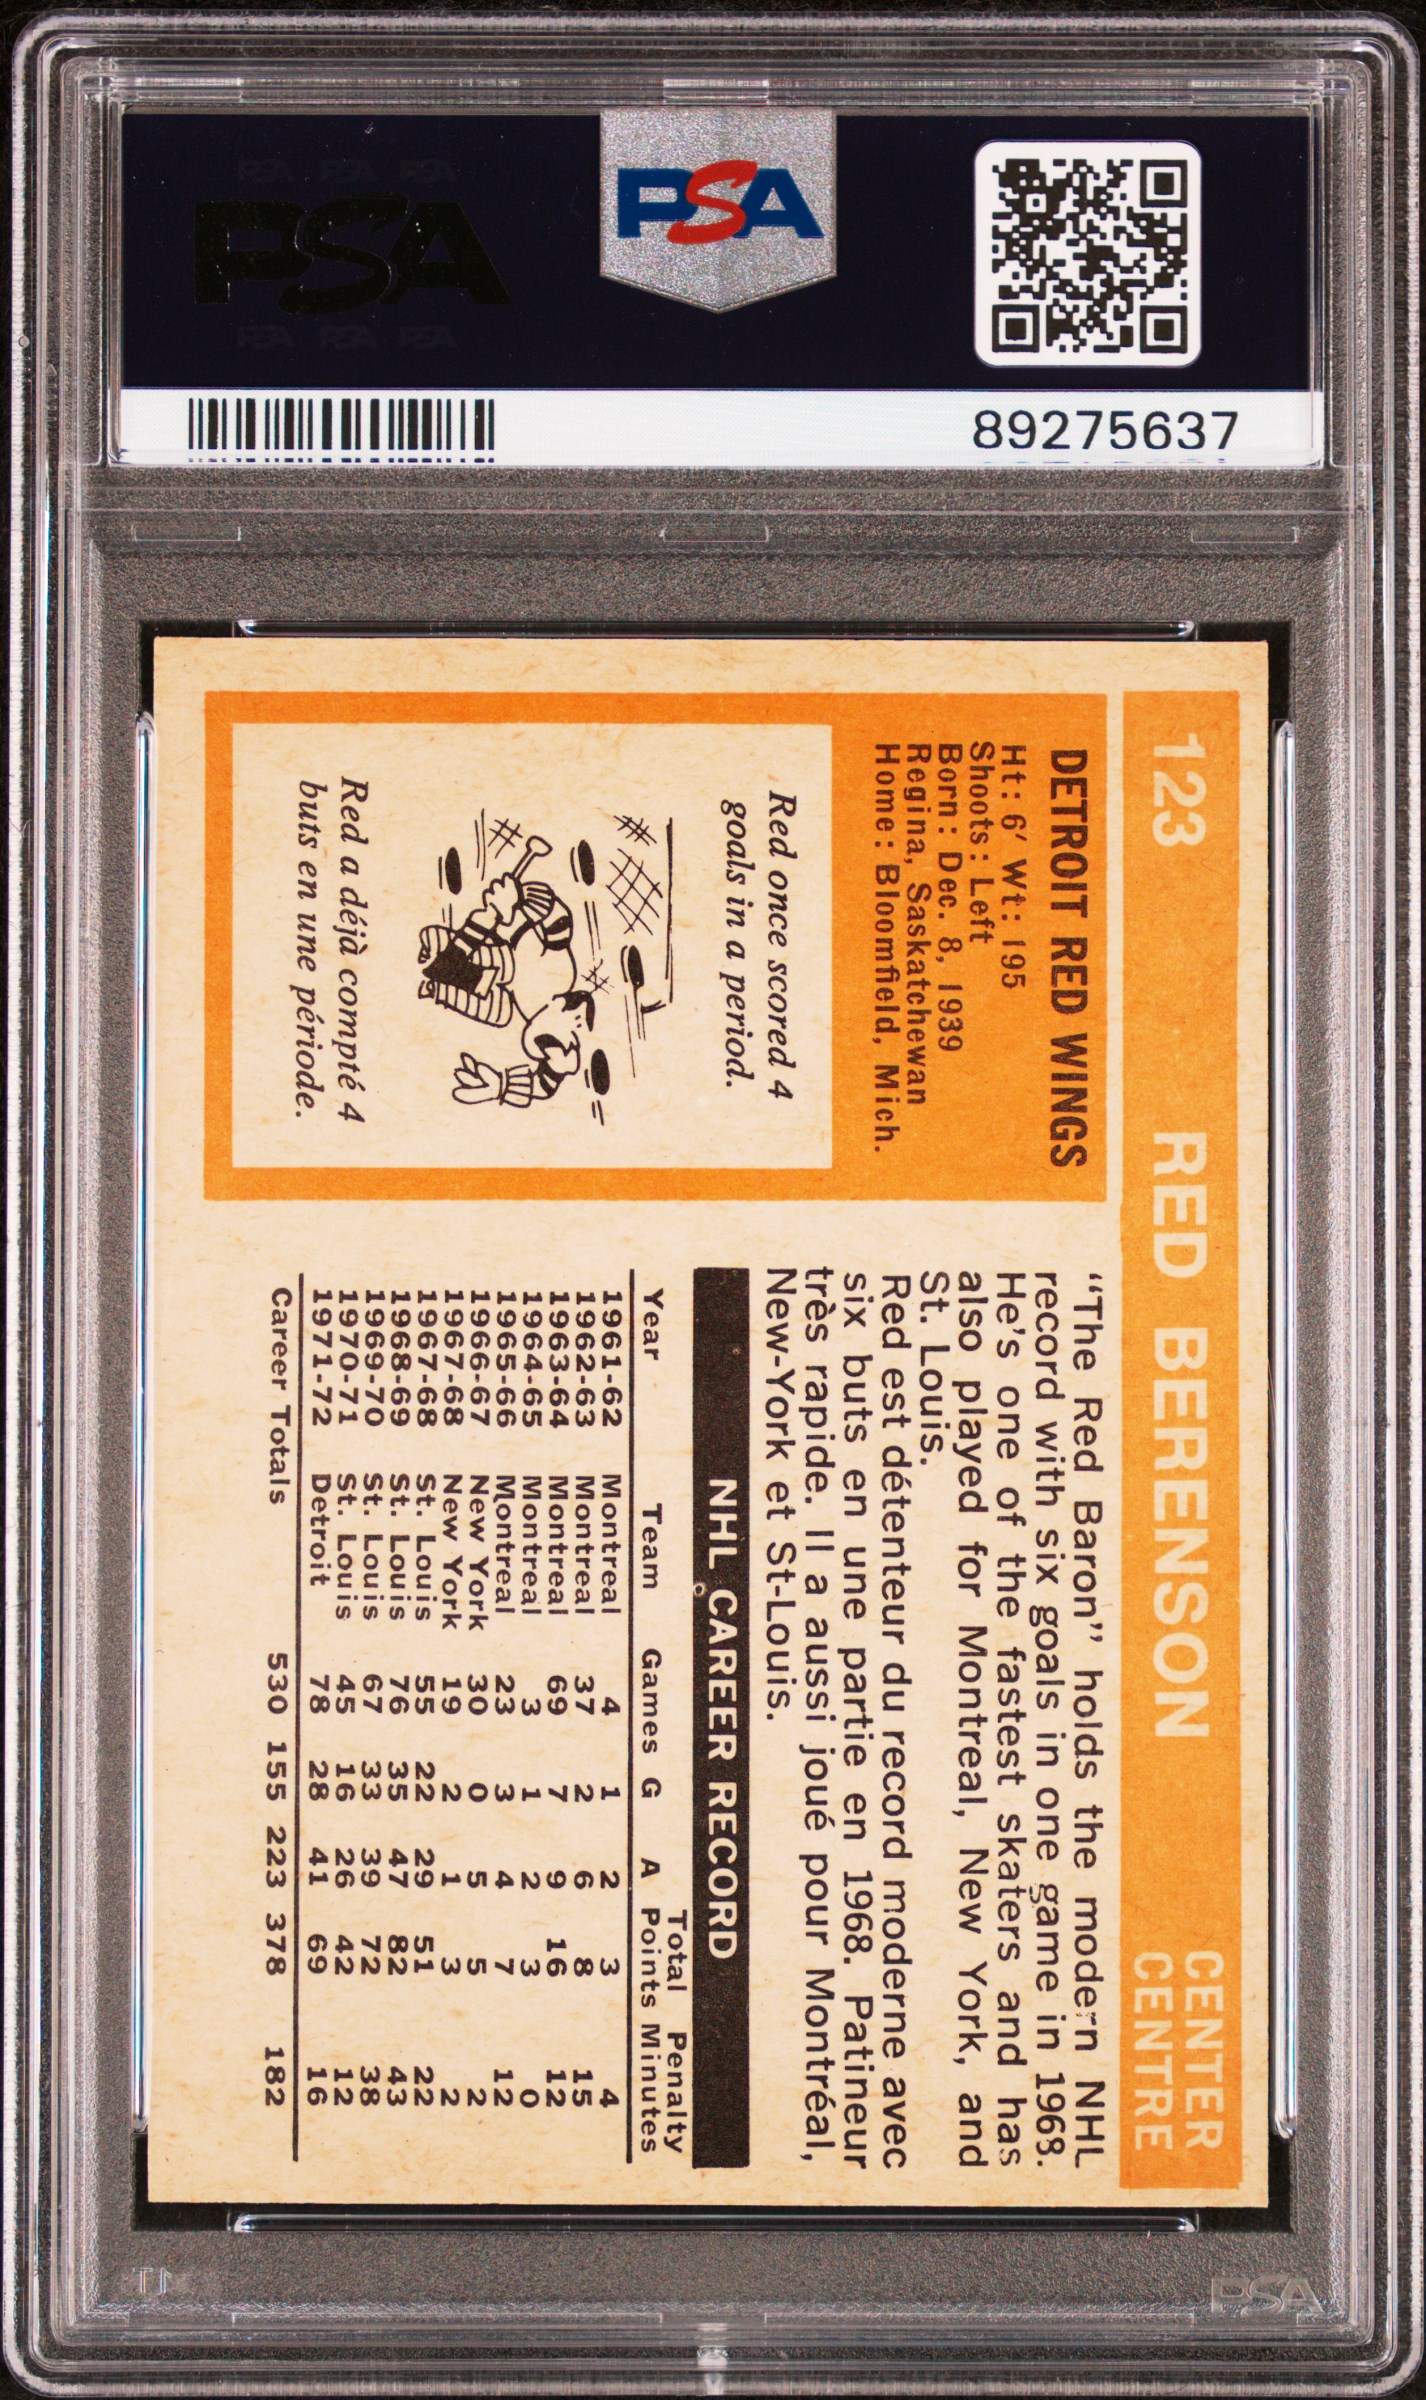 PSA PSA PSA
PSA
PSA PSA PSA
PSA
89275637
123 RED BERENSON CENTER
CENTRE
DETROIT RED WINGS
Ht: 6' Wt: 195
Shoots: Left
Born: Dec. 8, 1939
Regina, Saskatchewan
Home: Bloomfield, Mich.
Red once scored 4
goals in a period.
Red a déjà compté 4
buts en une période.
“The Red Baron” holds the modern NHL
record with six goals in one game in 1968.
He's one of the fastest skaters and has
also played for Montreal, New York, and
St. Louis.
Red est détenteur du record moderne avec
six buts en une partie en 1968. Patineur
très rapide. Il a aussi joué pour Montréal,
New-York et St-Louis.
NHL CAREER RECORD
Total Penalty
Year Team Games G A Points Minutes
1961-62 Montreal 4 1 2 3 4
1962-63 Montreal 37 2 6 8 15
1963-64 Montreal 69 7 9 16 12
1964-65 Montreal 3 1 2 3 0
1965-66 Montreal 23 3 4 7 12
1966-67 New York 30 0 5 5 2
1967-68 New York 19 2 1 3 2
1967-68 St. Louis 55 22 29 51 22
1968-69 St. Louis 76 35 47 82 43
1969-70 St. Louis 67 33 39 72 38
1970-71 St. Louis 45 16 26 42 12
1971-72 Detroit 78 28 41 69 16
Career Totals 530 155 223 378 182
PSA